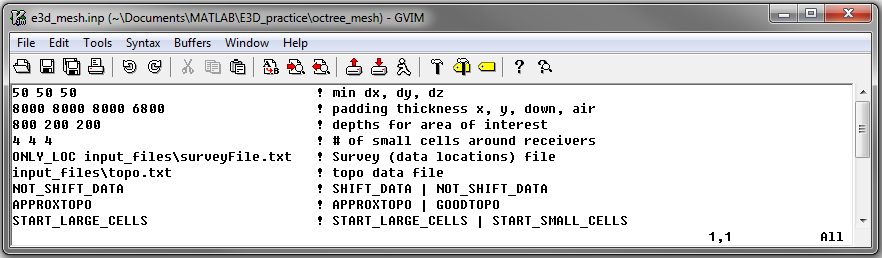 e3d_mesh.inp (~\Documents\MATLAB\E3D_practice\octree_mesh) - GVIM
File Edit Tools Syntax Buffers Window Help
50 50 50 ! min dx, dy, dz
8000 8000 8000 6800 ! padding thickness x, y, down, air
800 200 200 ! depths for area of interest
4 4 4 ! # of small cells around receivers
ONLY_LOC input_files\surveyFile.txt ! Survey (data locations) file
input_files\topo.txt ! topo data file
NOT_SHIFT_DATA ! SHIFT_DATA | NOT_SHIFT_DATA
APPROXTOPO ! APPROXTOPO | GOODTOPO
START_LARGE_CELLS ! START_LARGE_CELLS | START_SMALL_CELLS
1,1 All